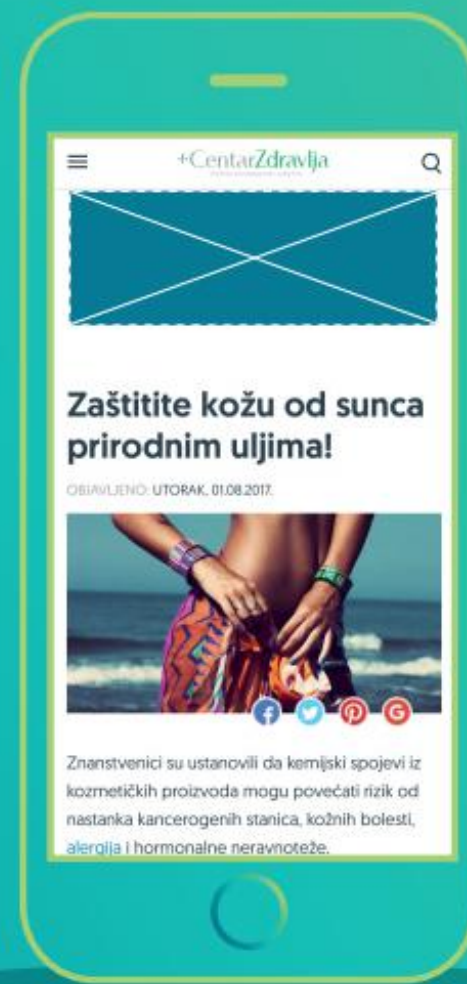 +CentarZdravlja
Zaštitite kožu od sunca
prirodnim uljima!
OBJAVLJENO: UTORAK, 01.08.2017.
Znanstvenici su ustanovili da kemijski spojevi iz
kozmetičkih proizvoda mogu povećati rizik od
nastanka kancerogenih stanica, kožnih bolesti,
alergija i hormonalne neravnoteže.